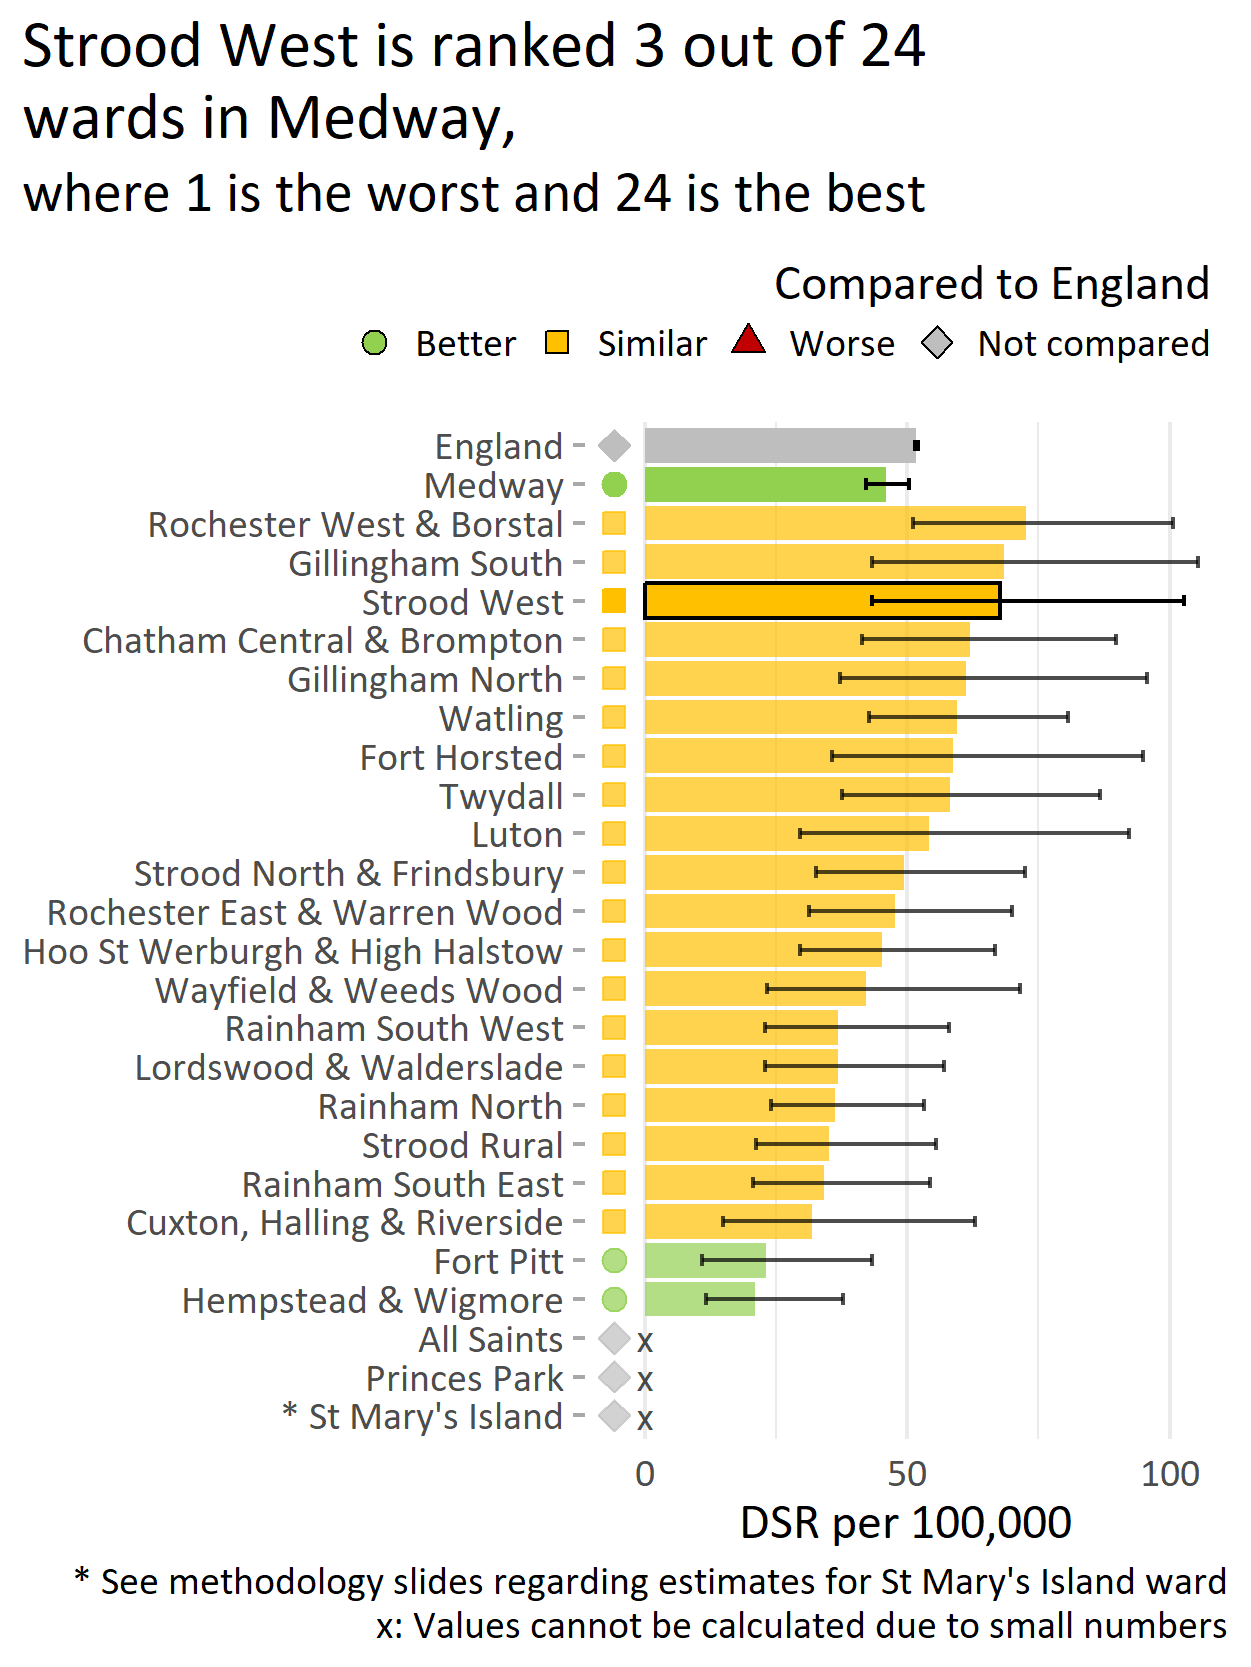 Strood West is ranked 3 out of 24
wards in Medway,
where 1 is the worst and 24 is the best
Compared to England
Better Similar Worse Not compared
England
Medway
Rochester West & Borstal
Gillingham South
Strood West
Chatham Central & Brompton
Gillingham North
Watling
Fort Horsted
Twydall
Luton
Strood North & Frindsbury
Rochester East & Warren Wood
Hoo St Werburgh & High Halstow
Wayfield & Weeds Wood
Rainham South West
Lordswood & Walderslade
Rainham North
Strood Rural
Rainham South East
Cuxton, Halling & Riverside
Fort Pitt
Hempstead & Wigmore
All Saints x
Princes Park x
* St Mary's Island x
0 50 100
DSR per 100,000
* See methodology slides regarding estimates for St Mary's Island ward
x: Values cannot be calculated due to small numbers